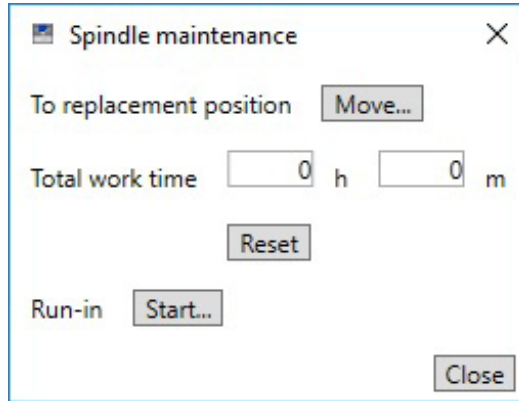 Spindle maintenance
To replacement position Move...
Total work time 0 h 0 m
Reset
Run-in Start...
Close